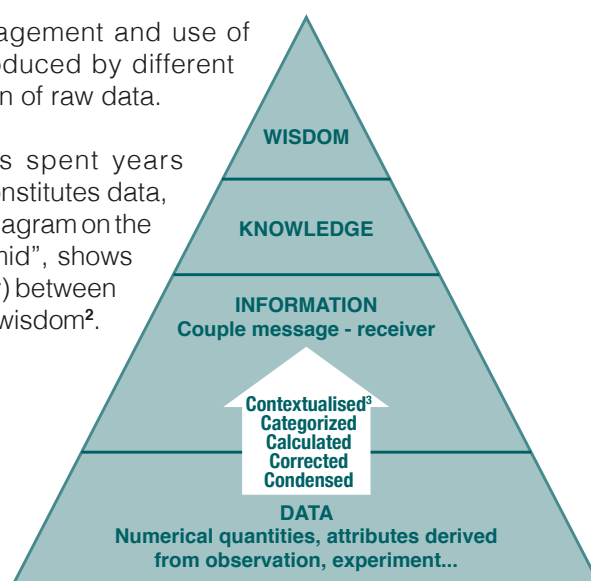 agement and use of
oduced by different
n of raw data.
s spent years
onstitutes data,
agram on the
mid”, shows
) between
wisdom².
WISDOM
KNOWLEDGE
INFORMATION
Couple message - receiver
Contextualised³
Categorized
Calculated
Corrected
Condensed
DATA
Numerical quantities, attributes derived
from observation, experiment...